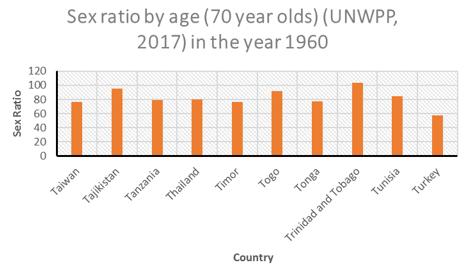 Sex ratio by age (70 year olds) (UNWPP,
2017) in the year 1960
Sex Ratio
120
100
80
60
40
20
0
Taiwan
Tajikistan
Tanzania
Thailand
Timor
Togo
Tonga
Trinidad and Tobago
Tunisia
Turkey
Country